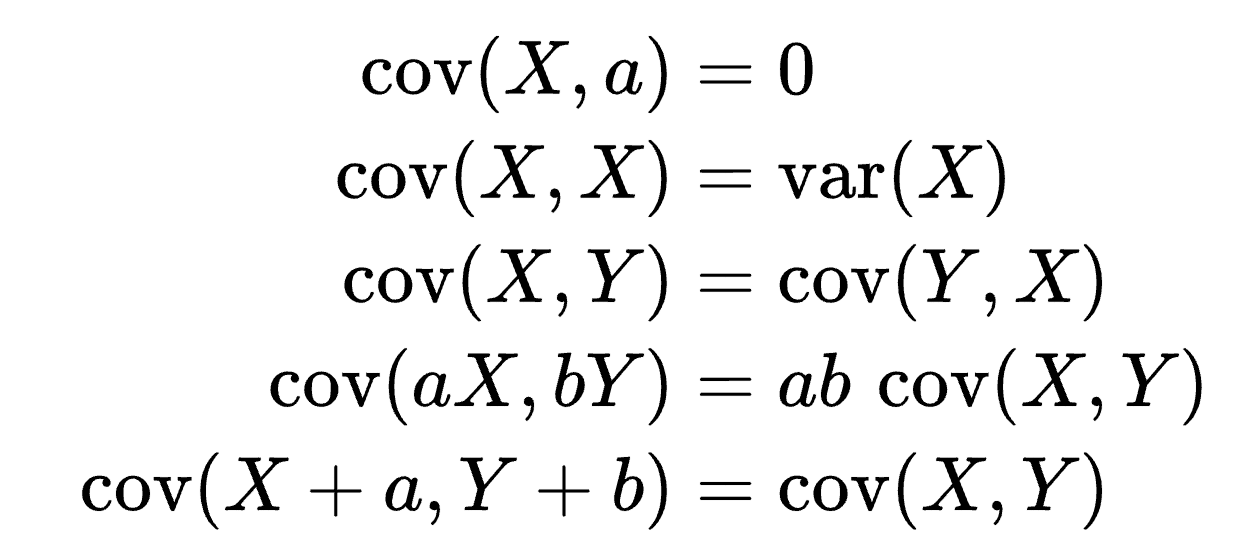 cov(X, a) = 0
cov(X, X) = var(X)
cov(X, Y) = cov(Y, X)
cov(aX, bY) = ab cov(X, Y)
cov(X + a, Y + b) = cov(X, Y)